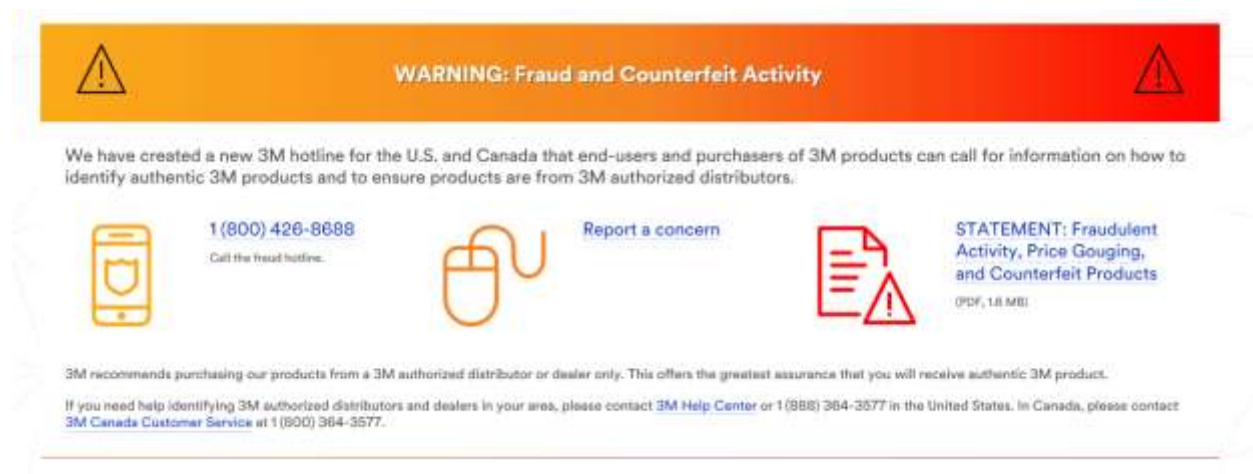 WARNING: Fraud and Counterfeit Activity
We have created a new 3M hotline for the U.S. and Canada that end-users and purchasers of 3M products can call for information on how to
identify authentic 3M products and to ensure products are from 3M authorized distributors.
1 (800) 426-8688
Call the fraud hotline.
Report a concern
STATEMENT: Fraudulent
Activity, Price Gouging,
and Counterfeit Products
(PDF, 1.8 MB)
3M recommends purchasing our products from a 3M authorized distributor or dealer only. This offers the greatest assurance that you will receive authentic 3M product.
If you need help identifying 3M authorized distributors and dealers in your area, please contact 3M Help Center or 1 (888) 364-3577 in the United States. In Canada, please contact
3M Canada Customer Service at 1 (800) 364-3577.